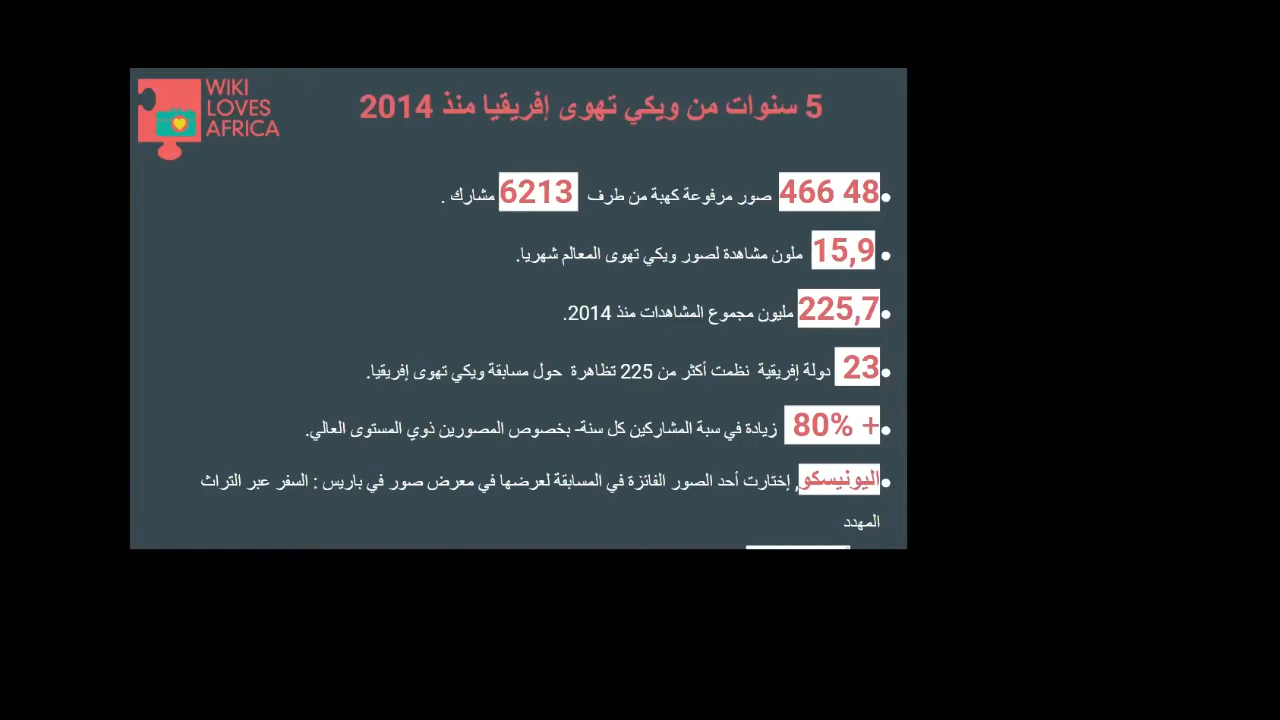 WIKI
LOVES
AFRICA
5 سنوات من ويكي تهوى إفريقيا منذ 2014
466 48 صور مرفوعة كهبة من طرف 6213 مشارك .
15,9 ملون مشاهدة لصور ويكي تهوى المعالم شهريا.
225,7 مليون مجموع المشاهدات منذ 2014.
23 دولة إفريقية نظمت أكثر من 225 تظاهرة حول مسابقة ويكي تهوى إفريقيا.
+ 80% زيادة في سبة المشاركين كل سنة- بخصوص المصورين ذوي المستوى العالي.
اليونيسكو, إختارت أحد الصور الفائزة في المسابقة لعرضها في معرض صور في باريس : السفر عبر التراث
المهدد